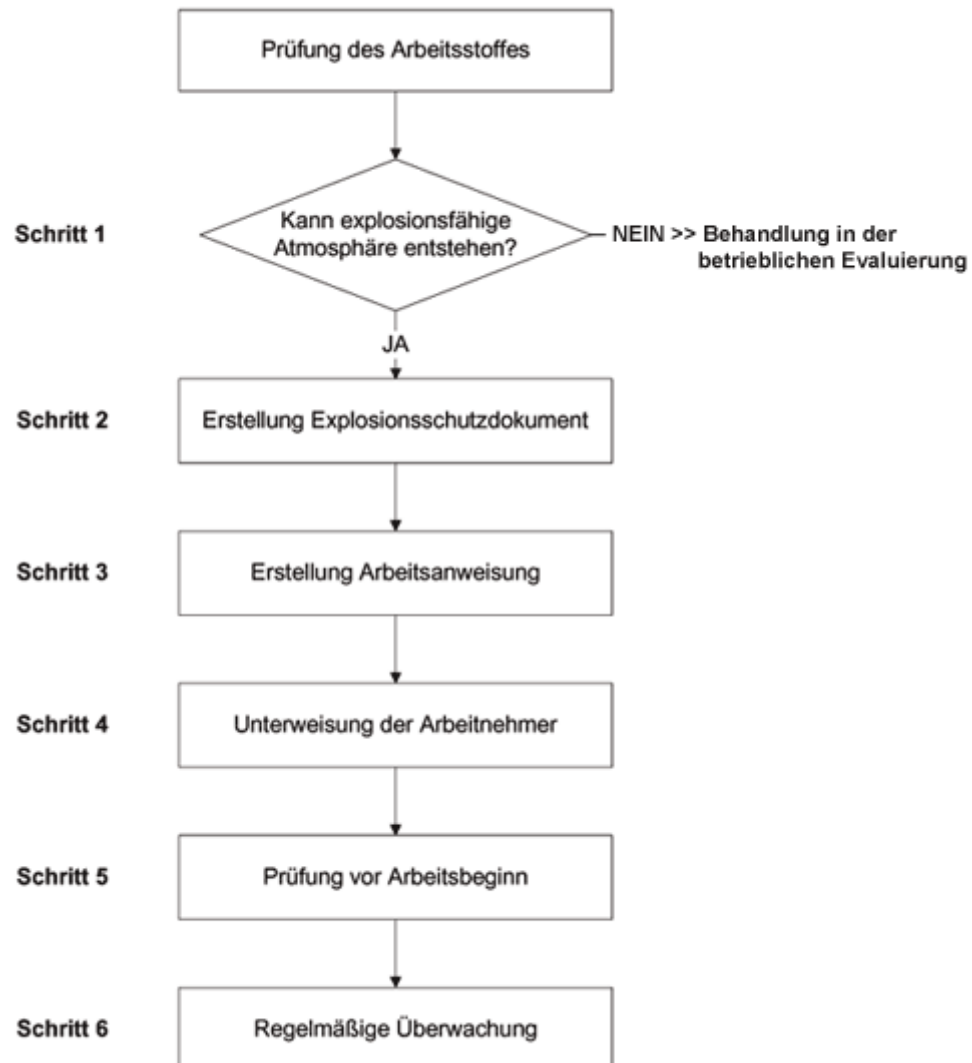 Prüfung des Arbeitsstoffes
Schritt 1
Kann explosionsfähige
Atmosphäre entstehen?
NEIN >> Behandlung in der
betrieblichen Evaluierung
JA
Schritt 2
Erstellung Explosionsschutzdokument
Schritt 3
Erstellung Arbeitsanweisung
Schritt 4
Unterweisung der Arbeitnehmer
Schritt 5
Prüfung vor Arbeitsbeginn
Schritt 6
Regelmäßige Überwachung